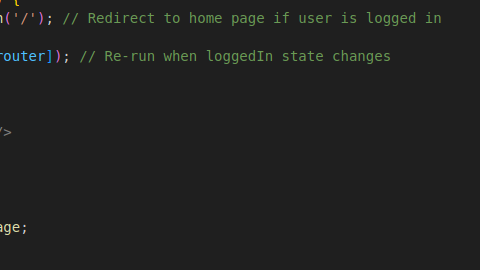 ('/'); // Redirect to home page if user is logged in
router]); // Re-run when loggedIn state changes
/>
age;